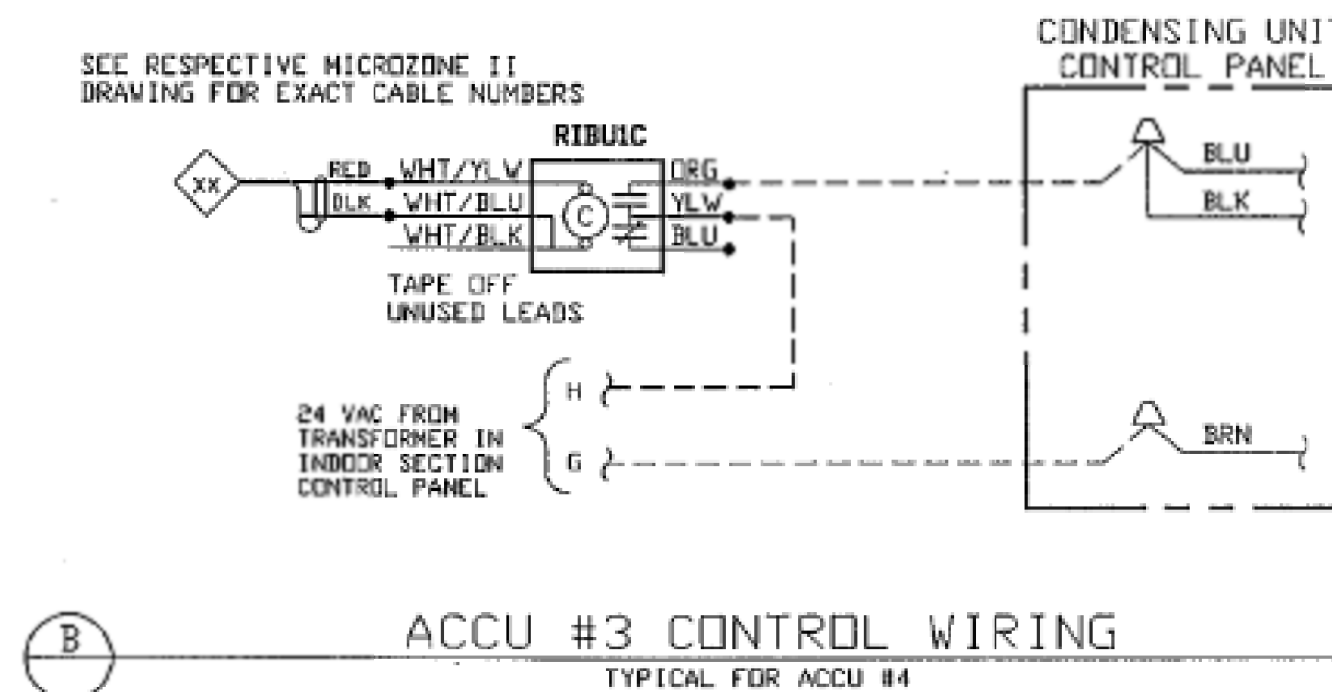 CONDENSING UNIT
CONTROL PANEL
SEE RESPECTIVE MICROZONE II
DRAWING FOR EXACT CABLE NUMBERS
RIBU1C
XX
RED
WHT/YLW
ORG
BLU
BLK
WHT/BLU
C
YLW
BLK
WHT/BLK
BLU
TAPE OFF
UNUSED LEADS
H
24 VAC FROM
TRANSFORMER IN
INDOOR SECTION
CONTROL PANEL
G
BRN
B
ACCU #3 CONTROL WIRING
TYPICAL FOR ACCU #4